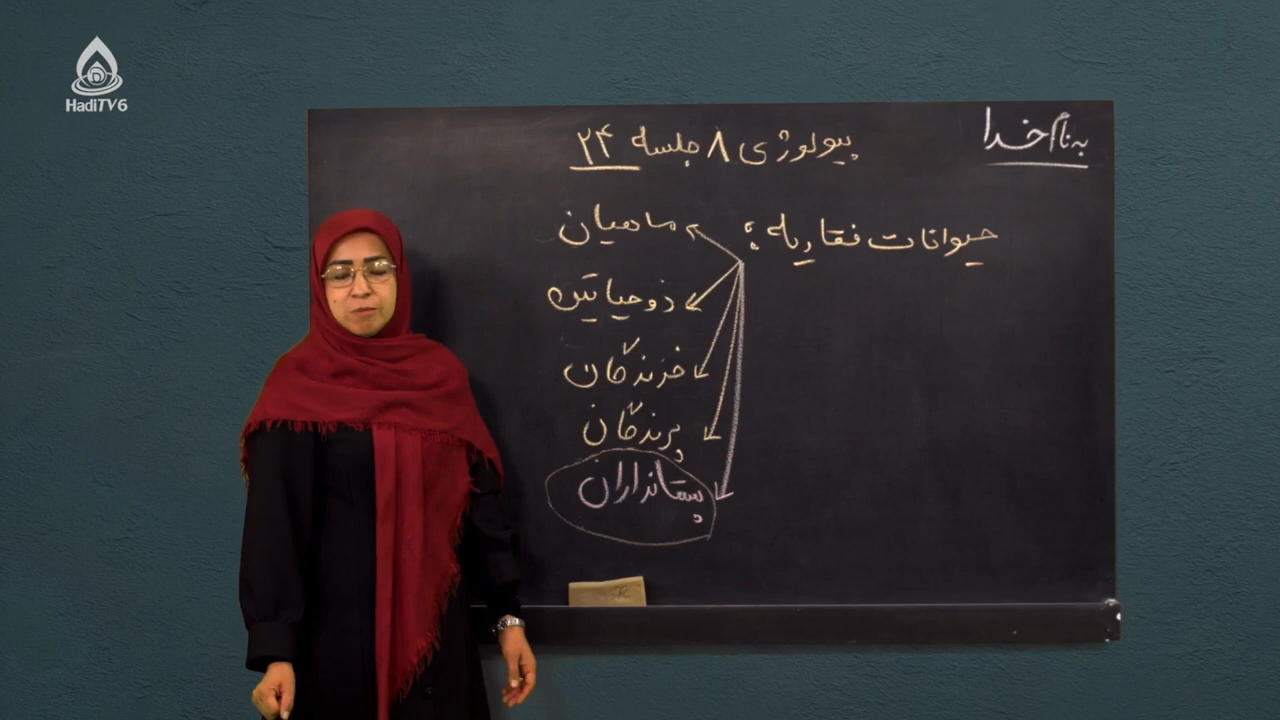 HadiTV6
به نام خدا
بیولوژی ۸ جلسه ۲۴
حیوانات فقاریه:
ماهیان
ذوحیاتین
خزندگان
پرندگان
پستانداران